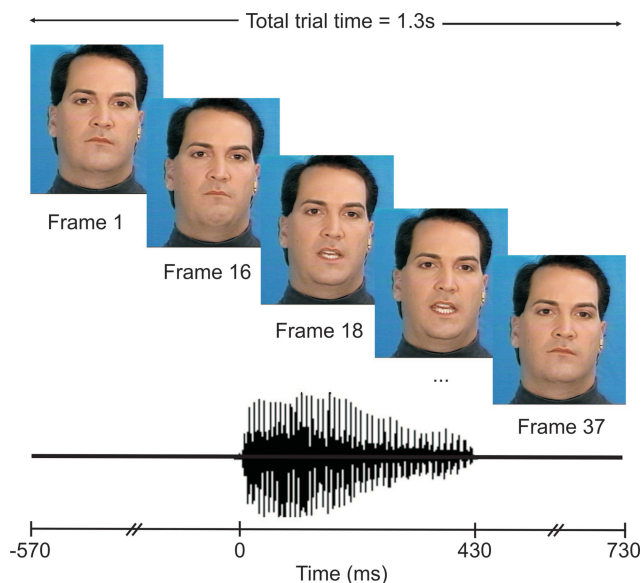 Total trial time = 1.3s
Frame 1
Frame 16
Frame 18
...
Frame 37
-570
0
430
730
Time (ms)